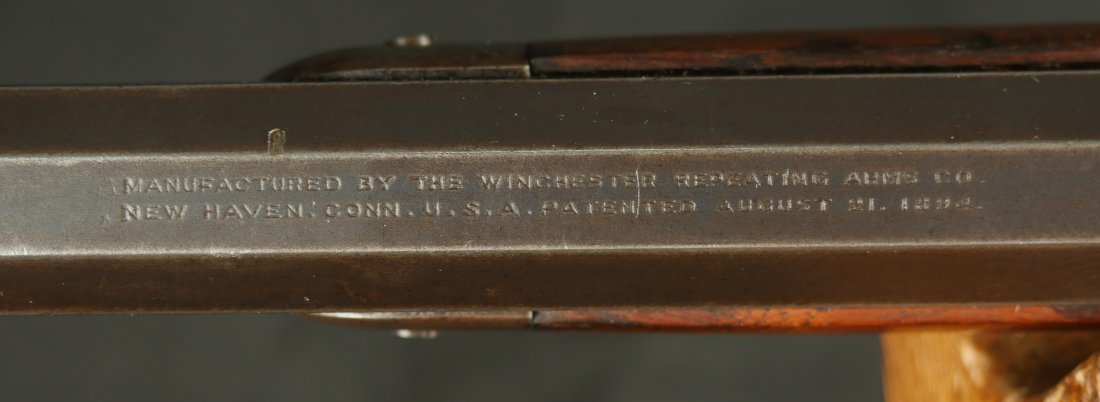 MANUFACTURED BY THE WINCHESTER REPEATING ARMS CO.
NEW HAVEN. CONN. U.S.A. PATENTED AUGUST 21. 1894.